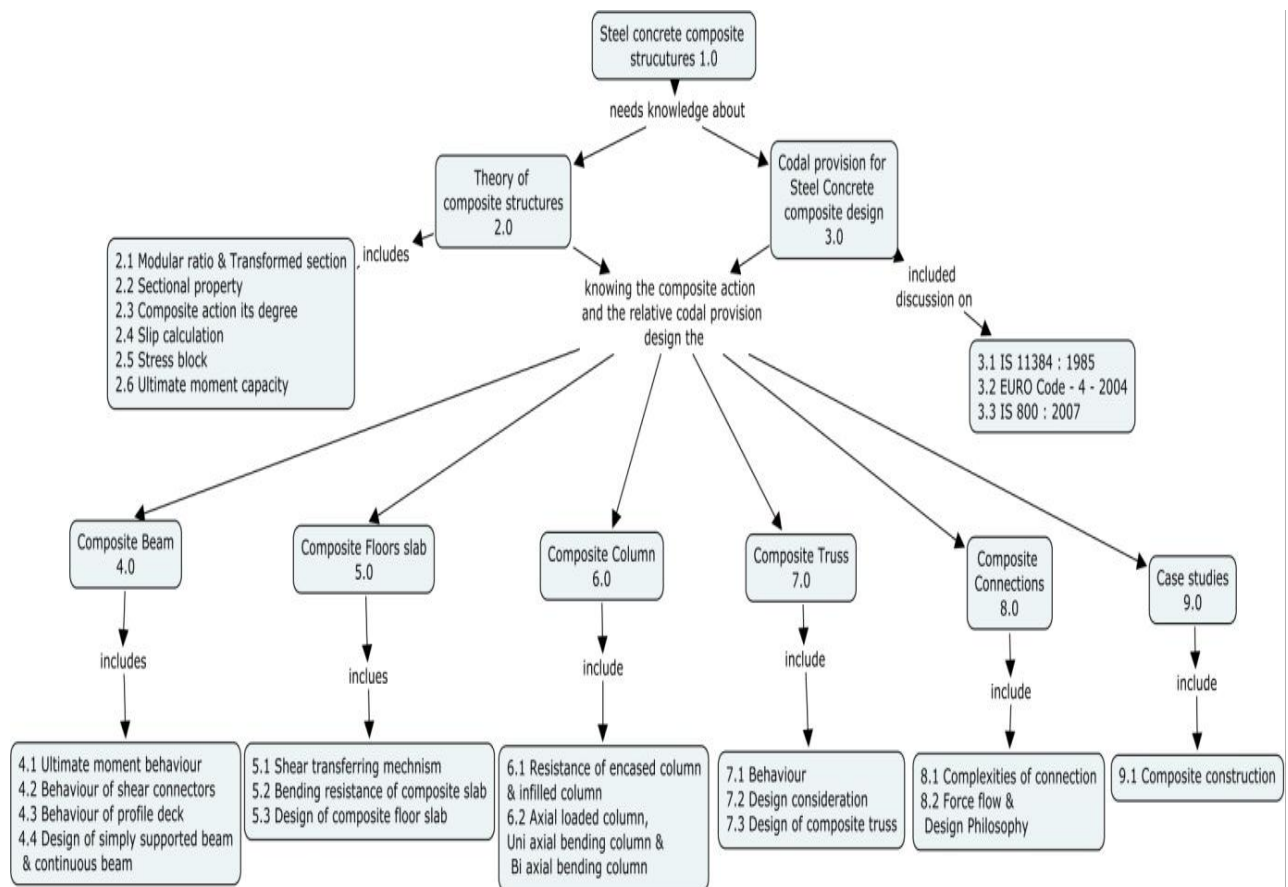 Steel concrete composite
strucutures 1.0
needs knowledge about
Theory of
composite structures
2.0
Codal provision for
Steel Concrete
composite design
3.0
includes
2.1 Modular ratio & Transformed section
2.2 Sectional property
2.3 Composite action its degree
2.4 Slip calculation
2.5 Stress block
2.6 Ultimate moment capacity
knowing the composite action
and the relative codal provision
design the
included
discussion on
3.1 IS 11384 : 1985
3.2 EURO Code - 4 - 2004
3.3 IS 800 : 2007
Composite Beam
4.0
Composite Floors slab
5.0
Composite Column
6.0
Composite Truss
7.0
Composite
Connections
8.0
Case studies
9.0
includes
inclues
include
include
include
include
4.1 Ultimate moment behaviour
4.2 Behaviour of shear connectors
4.3 Behaviour of profile deck
4.4 Design of simply supported beam
& continuous beam
5.1 Shear transferring mechnism
5.2 Bending resistance of composite slab
5.3 Design of composite floor slab
6.1 Resistance of encased column
& infilled column
6.2 Axial loaded column,
Uni axial bending column &
Bi axial bending column
7.1 Behaviour
7.2 Design consideration
7.3 Design of composite truss
8.1 Complexities of connection
8.2 Force flow &
Design Philosophy
9.1 Composite construction